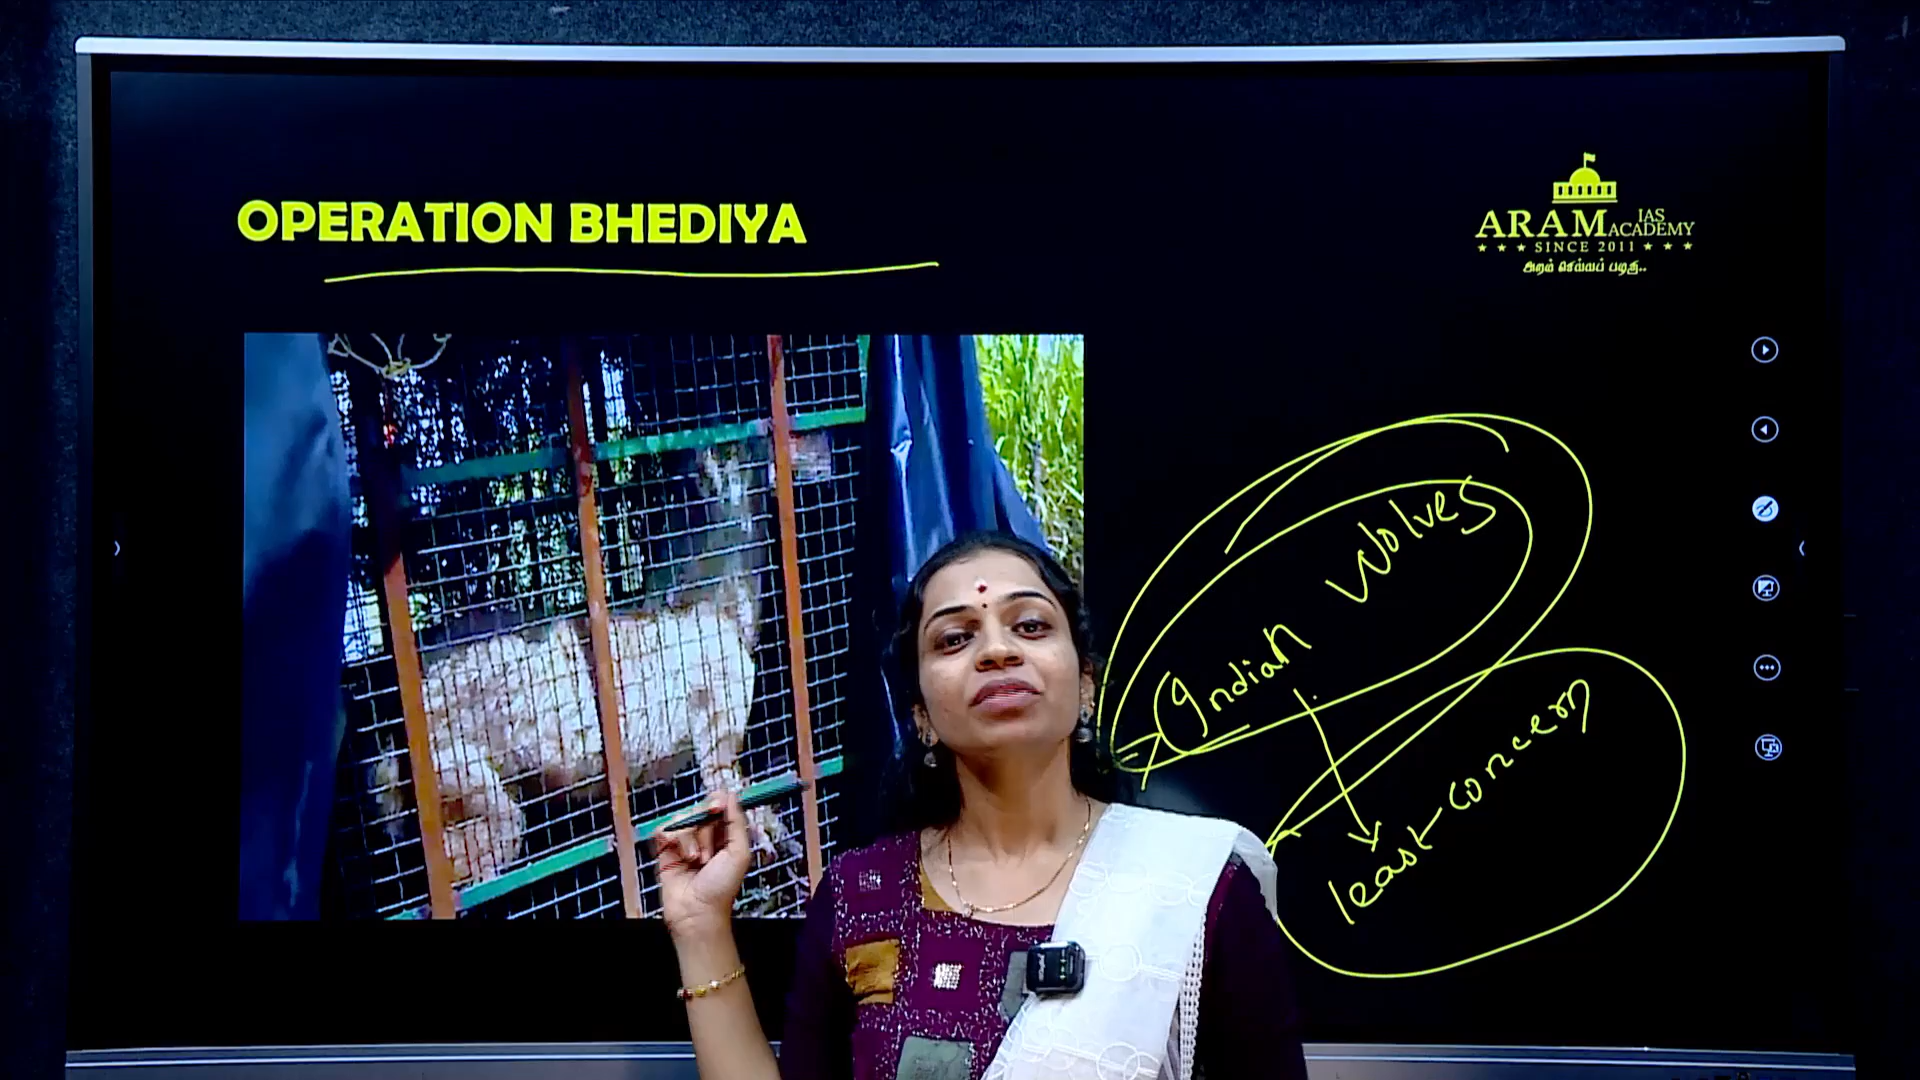 OPERATION BHEDIYA
ARAM IAS ACADEMY
SINCE 2011
அறம் செய்யப் பழகு..
Indian Wolves
least concern